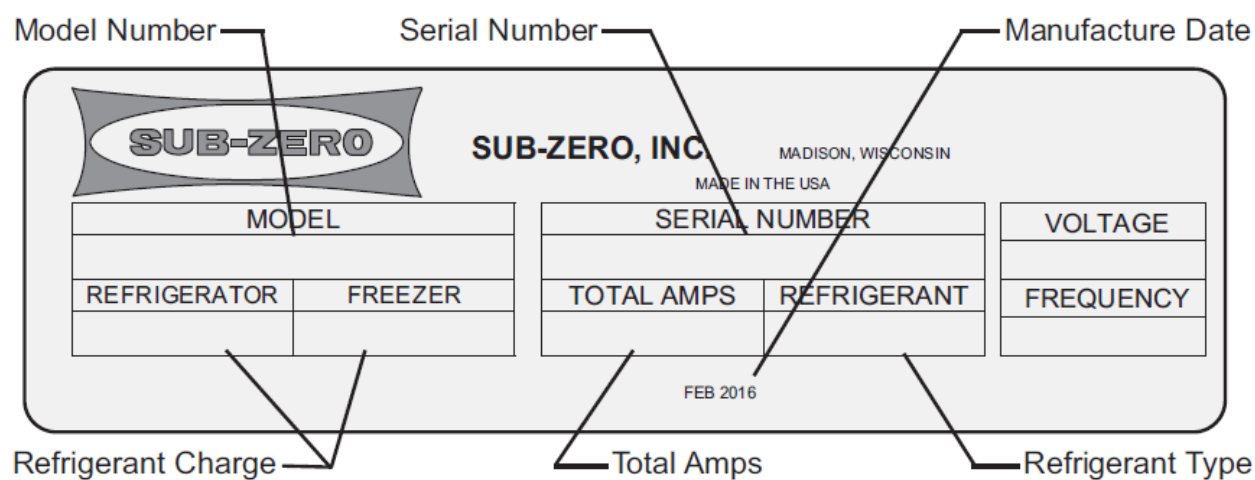 Model Number
Serial Number
Manufacture Date
SUB-ZERO
SUB-ZERO, INC.
MADISON, WISCONSIN
MADE IN THE USA
MODEL
SERIAL NUMBER
VOLTAGE
REFRIGERATOR
FREEZER
TOTAL AMPS
REFRIGERANT
FREQUENCY
FEB 2016
Refrigerant Charge
Total Amps
Refrigerant Type